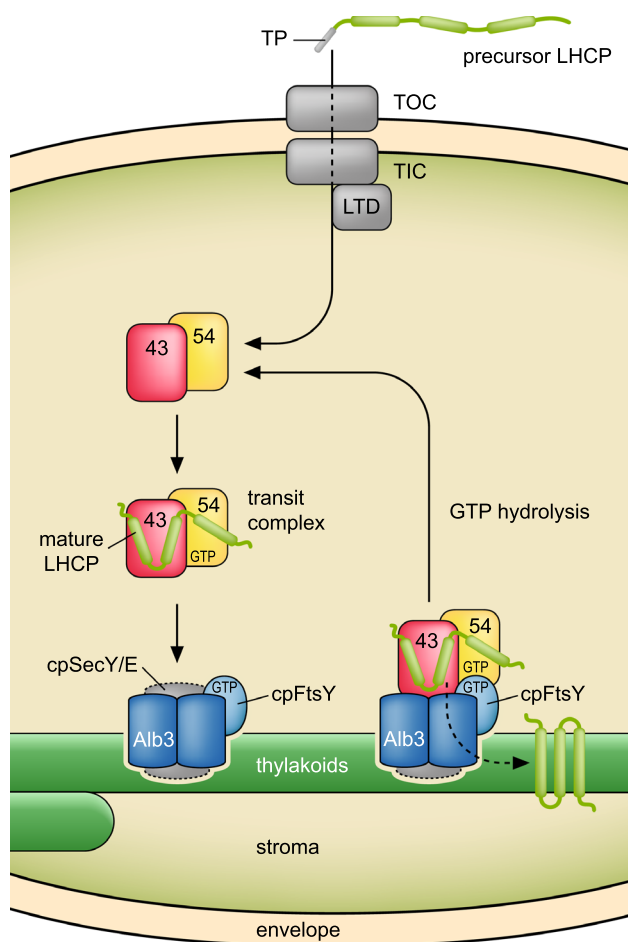 TP
precursor LHCP
TOC
TIC
LTD
43
54
43
54
GTP
transit
complex
mature
LHCP
GTP hydrolysis
cpSecY/E
GTP
cpFtsY
Alb3
43
54
GTP
GTP
cpFtsY
Alb3
thylakoids
stroma
envelope